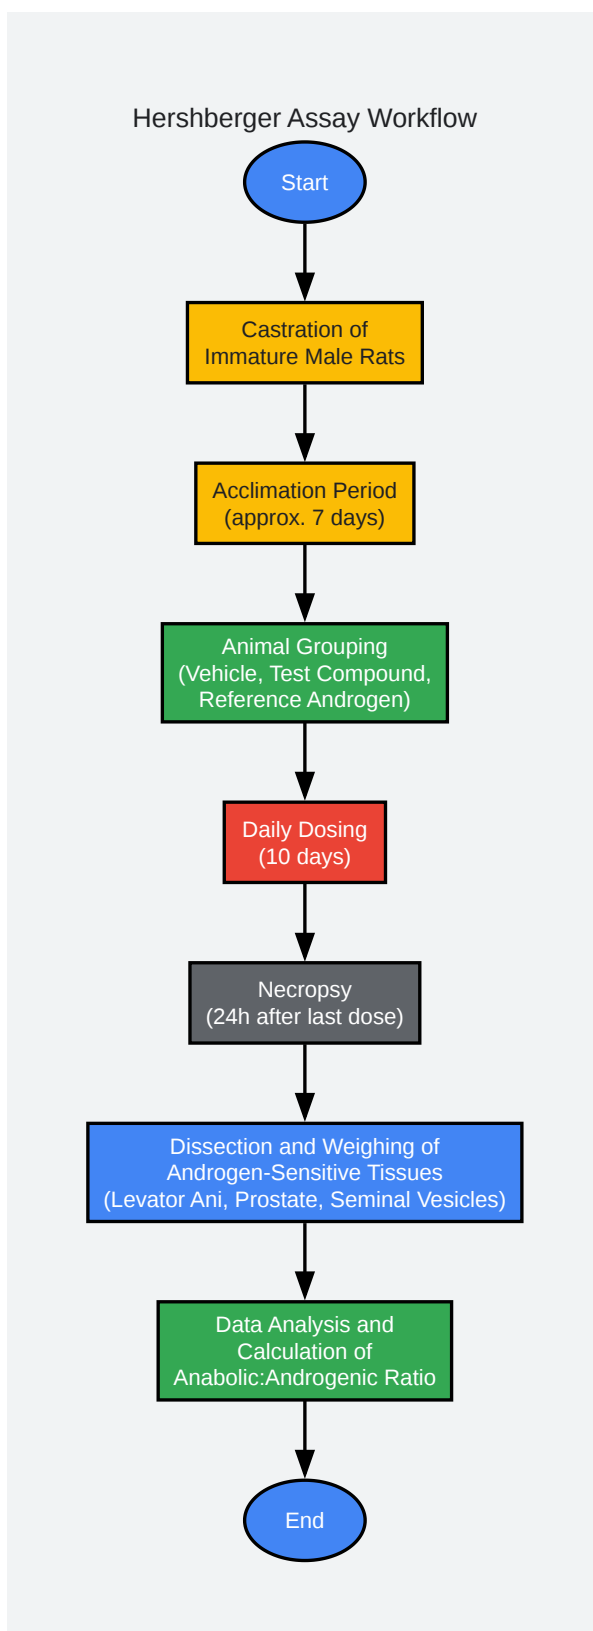 Hershberger Assay Workflow
Start
Castration of
Immature Male Rats
Acclimation Period
(approx. 7 days)
Animal Grouping
(Vehicle, Test Compound,
Reference Androgen)
Daily Dosing
(10 days)
Necropsy
(24h after last dose)
Dissection and Weighing of
Androgen-Sensitive Tissues
(Levator Ani, Prostate, Seminal Vesicles)
Data Analysis and
Calculation of
Anabolic:Androgenic Ratio
End